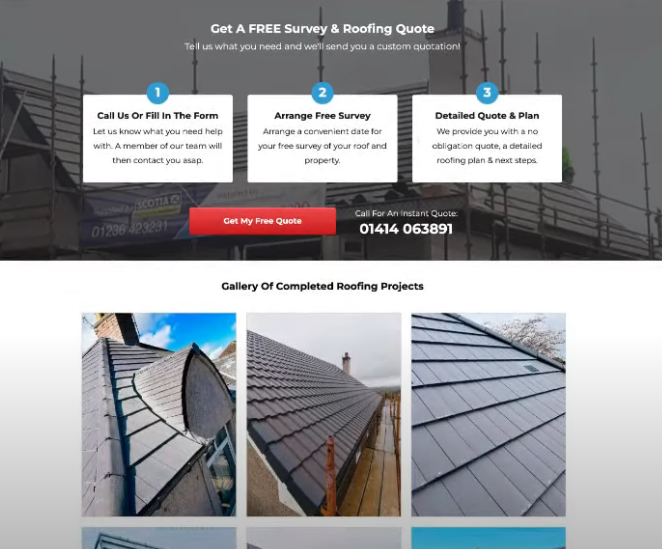 Get A FREE Survey & Roofing Quote
Tell us what you need and we'll send you a custom quotation!
1
2
3
Call Us Or Fill In The Form
Let us know what you need help
with. A member of our team will
then contact you asap.
Arrange Free Survey
Arrange a convenient date for
your free survey of your roof and
property.
Detailed Quote & Plan
We provide you with a no
obligation quote, a detailed
roofing plan & next steps.
SCOTIA
01236 423231
Get My Free Quote
Call For An Instant Quote:
01414 063891
Gallery Of Completed Roofing Projects